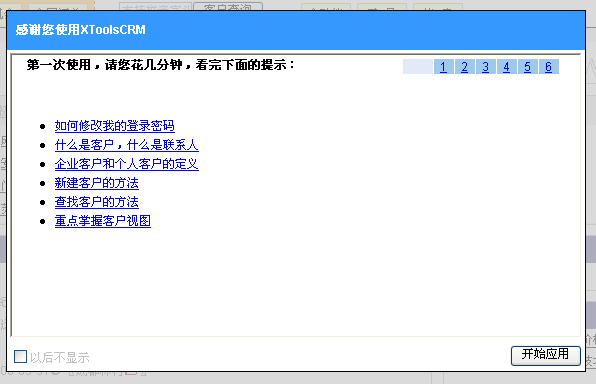 客户查询
感谢您使用XToolsCRM
第一次使用，请您花几分钟，看完下面的提示：
1 2 3 4 5 6
如何修改我的登录密码
什么是客户，什么是联系人
企业客户和个人客户的定义
新建客户的方法
查找客户的方法
重点掌握客户视图
以后不显示
开始应用